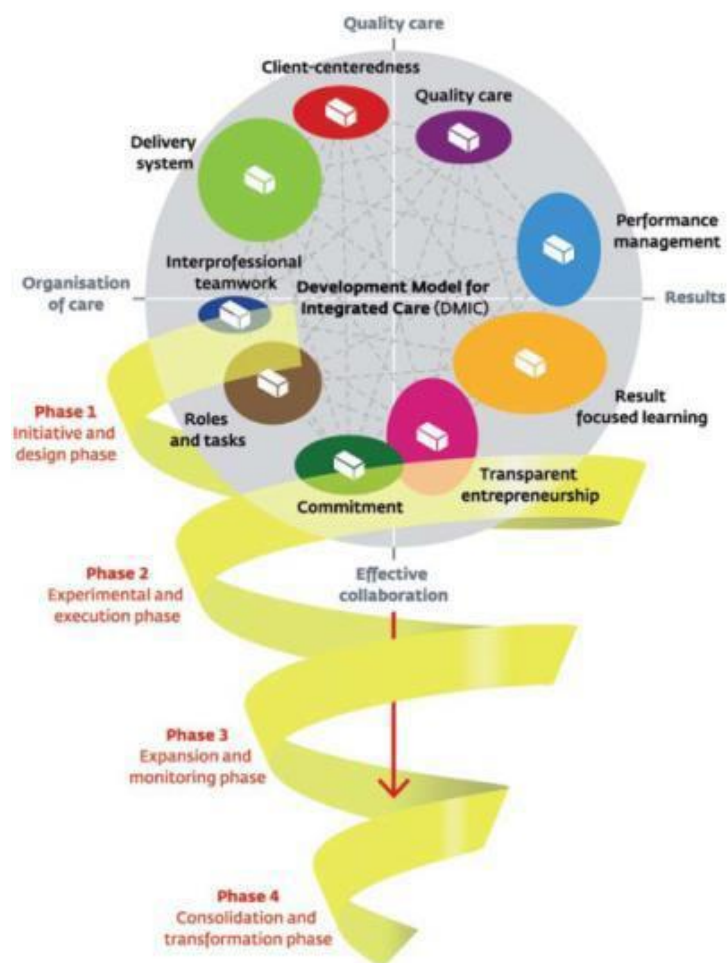 Quality care
Client-centeredness
Quality care
Delivery
system
Performance
management
Interprofessional
teamwork
Organisation
of care
Development Model for
Integrated Care (DMIC)
Results
Roles
and tasks
Result
focused learning
Commitment
Transparent
entrepreneurship
Phase 1
Initiative and
design phase
Effective
collaboration
Phase 2
Experimental and
execution phase
Phase 3
Expansion and
monitoring phase
Phase 4
Consolidation and
transformation phase